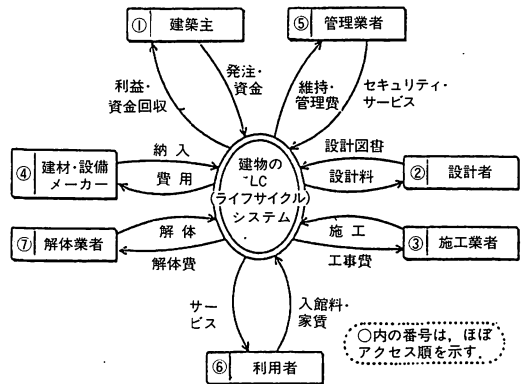 ① 建築主
⑤ 管理業者
利益・
資金回収
発注・
資金
維持・
管理費
セキュリティ・
サービス
④ 建材・設備
メーカー
納入
費用
建物の
LC
(ライフサイクル)
システム
設計図書
設計料
② 設計者
⑦ 解体業者
解体
解体費
施工
工事費
③ 施工業者
サー
ビス
入館料・
家賃
⑥ 利用者
○内の番号は,ほぼ
アクセス順を示す.